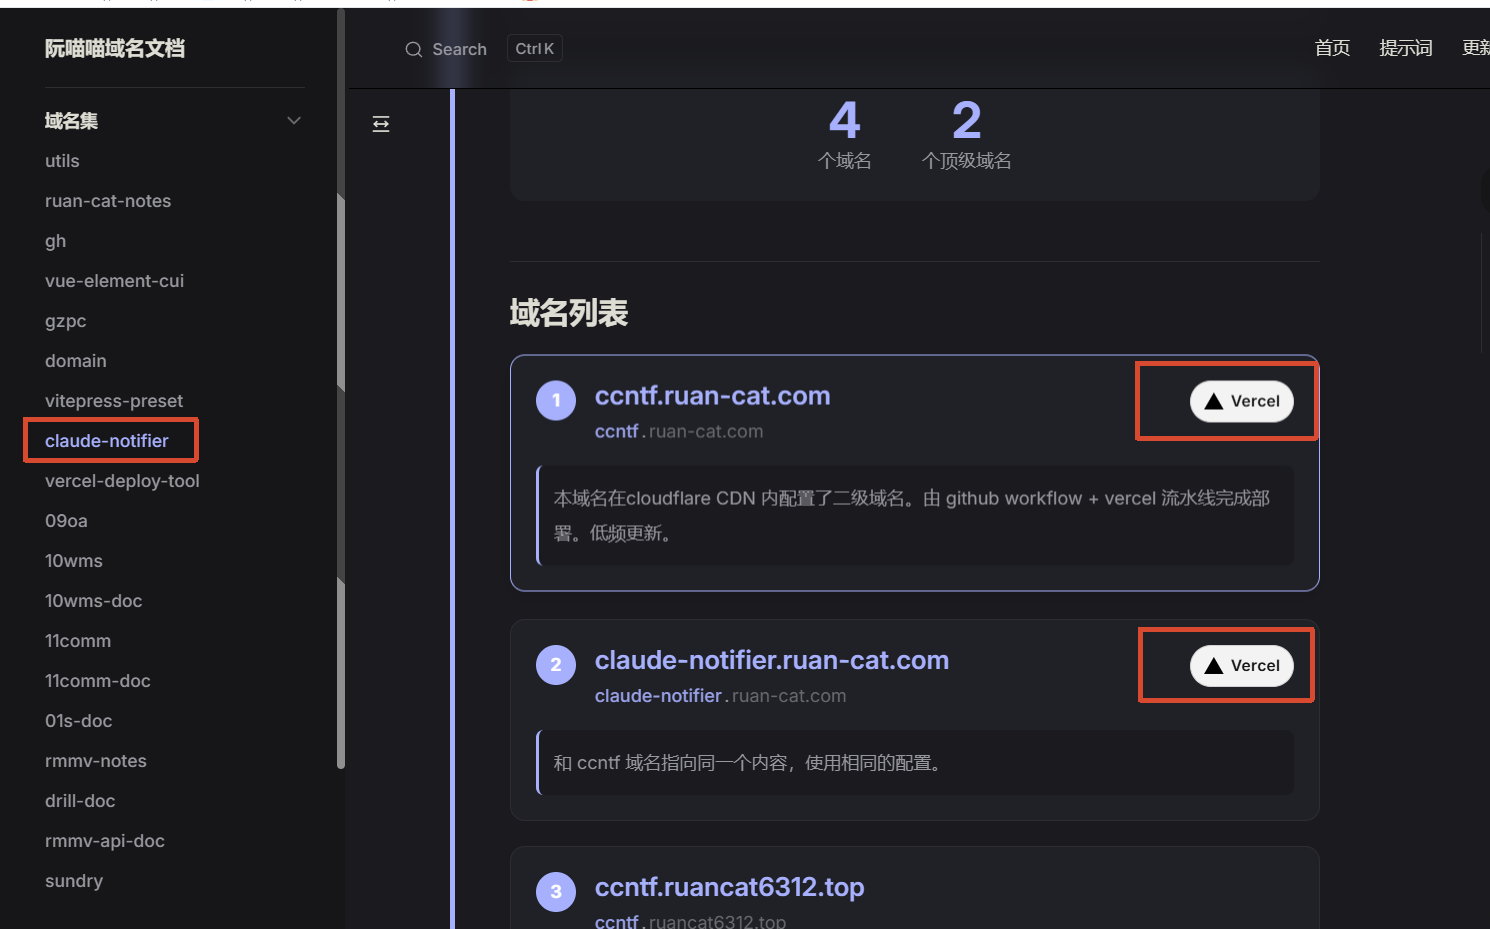 阮喵喵域名文档
Search
Ctrl K
首页
提示词
更新
域名集
utils
ruan-cat-notes
gh
vue-element-cui
gzpc
domain
vitepress-preset
claude-notifier
vercel-deploy-tool
09oa
10wms
10wms-doc
11comm
11comm-doc
01s-doc
rmmv-notes
drill-doc
rmmv-api-doc
sundry
4
个域名
2
个顶级域名
域名列表
1
ccntf.ruan-cat.com
ccntf.ruan-cat.com
Vercel
本域名在cloudflare CDN 内配置了二级域名。由 github workflow + vercel 流水线完成部
署。低频更新。
2
claude-notifier.ruan-cat.com
claude-notifier.ruan-cat.com
Vercel
和 ccntf 域名指向同一个内容，使用相同的配置。
3
ccntf.ruancat6312.top
ccntf.ruancat6312.top